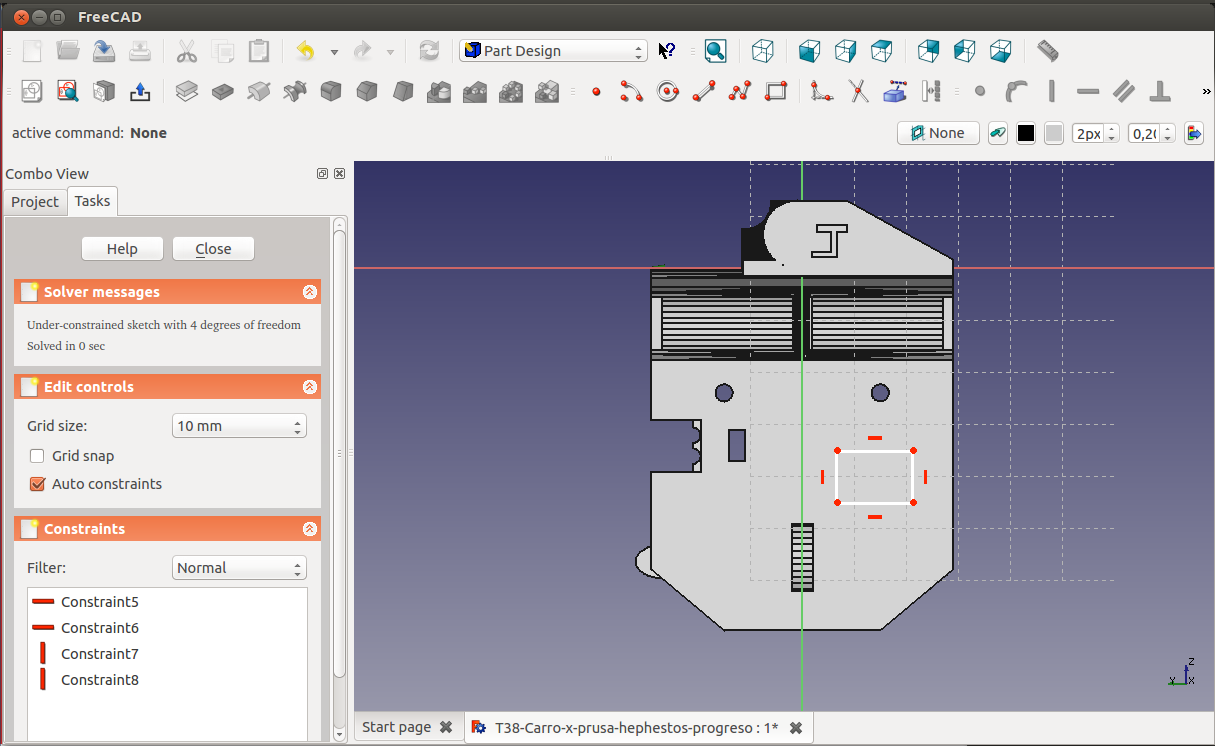 FreeCAD
Part Design
active command: None
None
2px
0,20
Combo View
Project
Tasks
Help
Close
Solver messages
Under-constrained sketch with 4 degrees of freedom
Solved in 0 sec
Edit controls
Grid size:
10 mm
Grid snap
Auto constraints
Constraints
Filter:
Normal
Constraint5
Constraint6
Constraint7
Constraint8
J
Z
Y
X
Start page
T38-Carro-x-prusa-hephestos-progreso : 1*